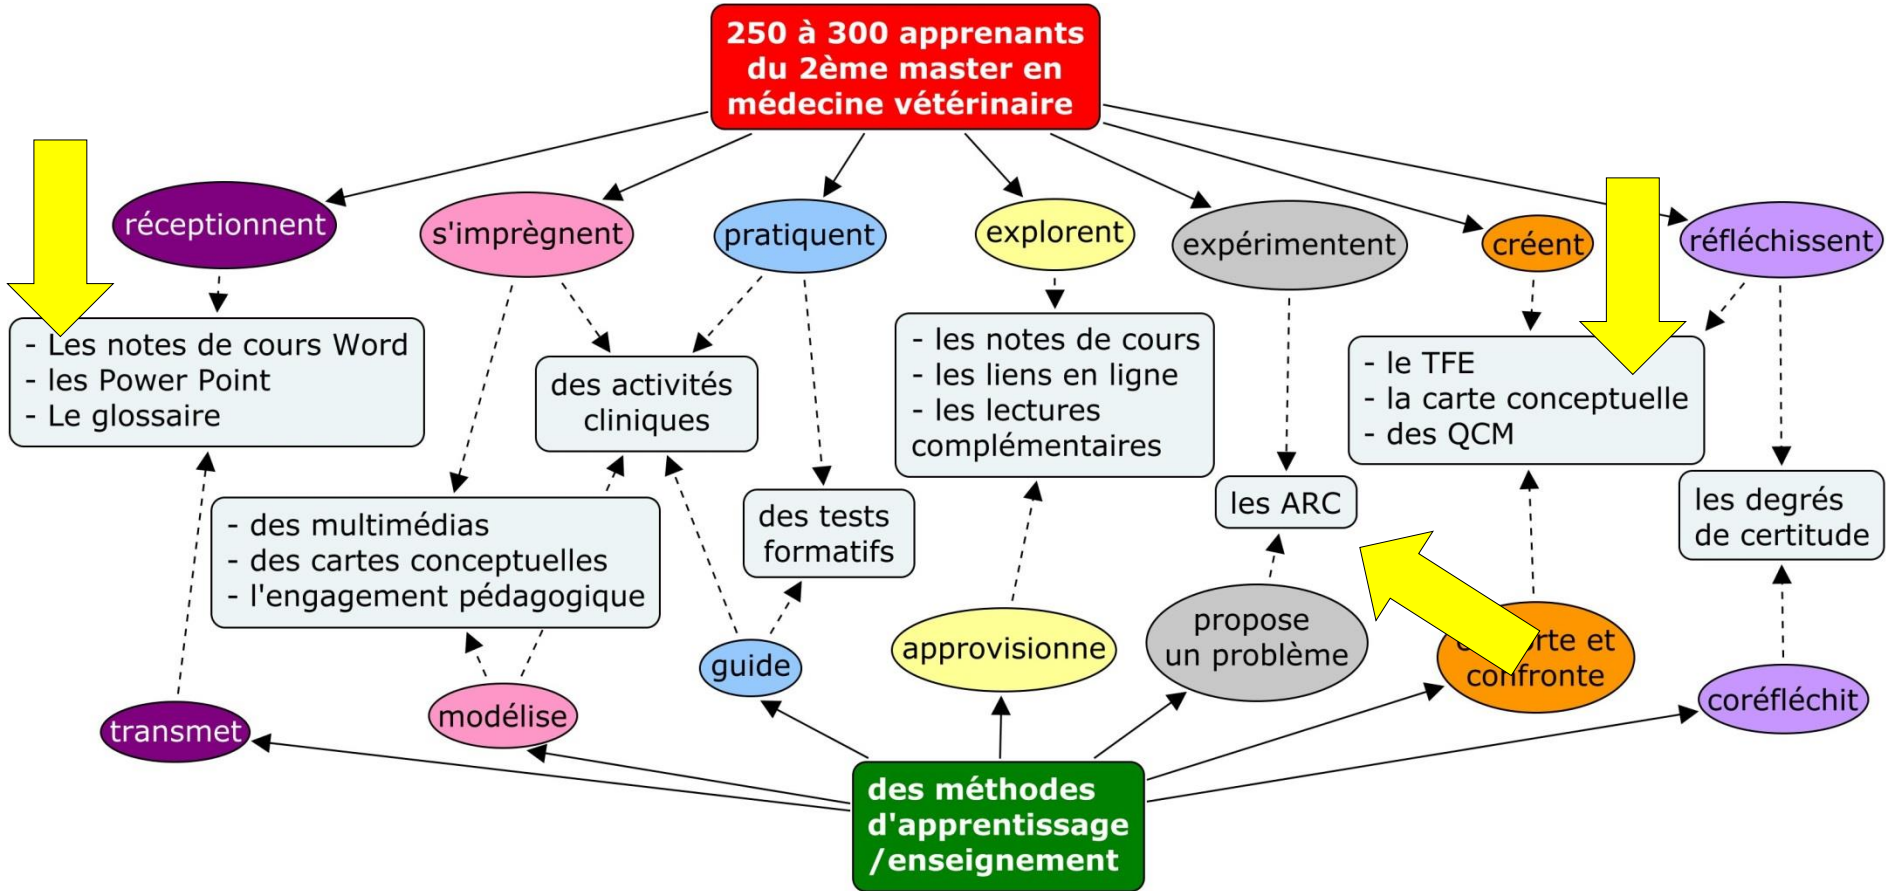 250 à 300 apprenants
du 2ème master en
médecine vétérinaire
réceptionnent
s'imprègnent
pratiquent
explorent
expérimentent
créent
réfléchissent
- Les notes de cours Word
- les Power Point
- Le glossaire
des activités
cliniques
- les notes de cours
- les liens en ligne
- les lectures
complémentaires
- le TFE
- la carte conceptuelle
- des QCM
- des multimédias
- des cartes conceptuelles
- l'engagement pédagogique
des tests
formatifs
les ARC
les degrés
de certitude
transmet
modélise
guide
approvisionne
propose
un problème
et
confronte
coréfléchit
des méthodes
d'apprentissage
/enseignement